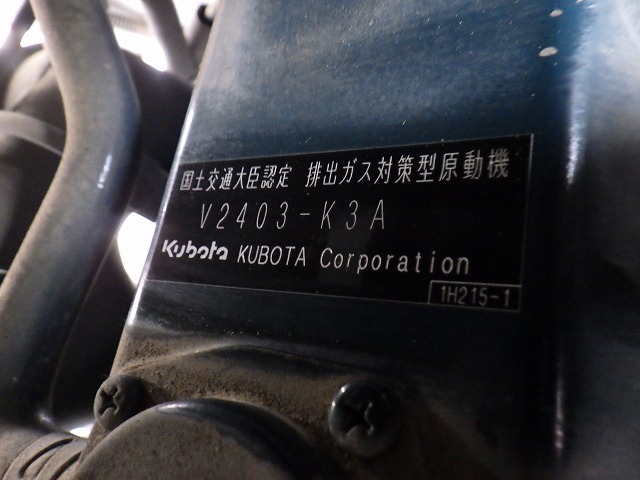 国土交通大臣認定 排出ガス対策型原動機
V2403-K3A
Kubota KUBOTA Corporation
1H215-1